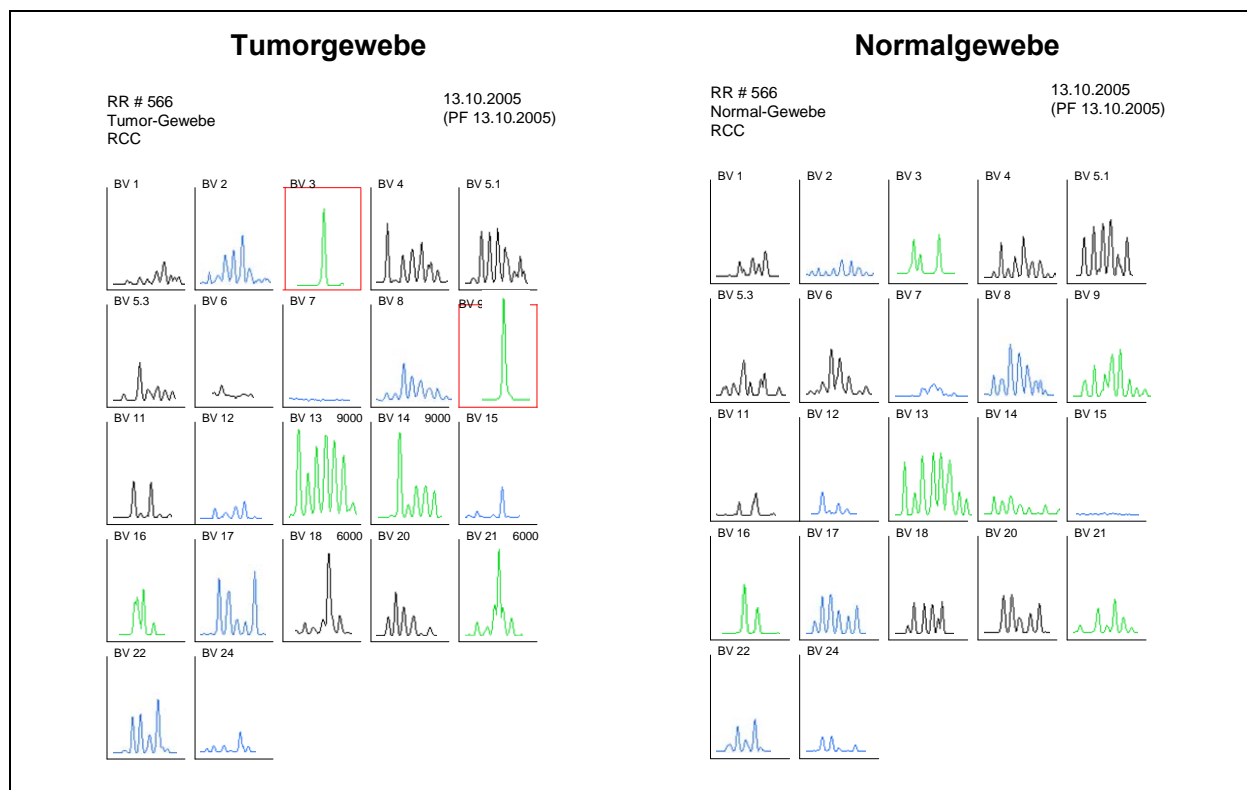 Tumorgewebe
RR # 566
Tumor-Gewebe
RCC
13.10.2005
(PF 13.10.2005)
BV 1 BV 2 BV 3 BV 4 BV 5.1
BV 5.3 BV 6 BV 7 BV 8 BV 9
BV 11 BV 12 BV 13 9000 BV 14 9000 BV 15
BV 16 BV 17 BV 18 6000 BV 20 BV 21 6000
BV 22 BV 24
Normalgewebe
RR # 566
Normal-Gewebe
RCC
13.10.2005
(PF 13.10.2005)
BV 1 BV 2 BV 3 BV 4 BV 5.1
BV 5.3 BV 6 BV 7 BV 8 BV 9
BV 11 BV 12 BV 13 BV 14 BV 15
BV 16 BV 17 BV 18 BV 20 BV 21
BV 22 BV 24